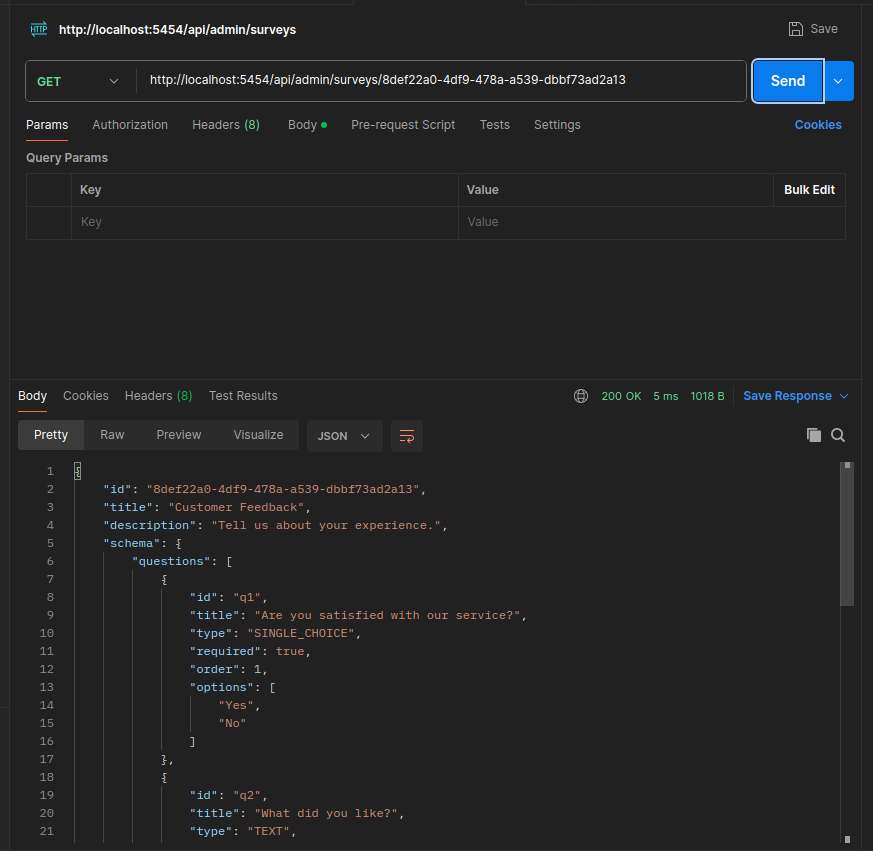 HTTP http://localhost:5454/api/admin/surveys Save
GET http://localhost:5454/api/admin/surveys/8def22a0-4df9-478a-a539-dbbf73ad2a13 Send
Params Authorization Headers (8) Body Pre-request Script Tests Settings Cookies
Query Params
Key Value Bulk Edit
Key Value
Body Cookies Headers (8) Test Results 200 OK 5 ms 1018 B Save Response
Pretty Raw Preview Visualize JSON
1 {
2 "id": "8def22a0-4df9-478a-a539-dbbf73ad2a13",
3 "title": "Customer Feedback",
4 "description": "Tell us about your experience.",
5 "schema": {
6 "questions": [
7 {
8 "id": "q1",
9 "title": "Are you satisfied with our service?",
10 "type": "SINGLE_CHOICE",
11 "required": true,
12 "order": 1,
13 "options": [
14 "Yes",
15 "No"
16 ]
17 },
18 {
19 "id": "q2",
20 "title": "What did you like?",
21 "type": "TEXT",